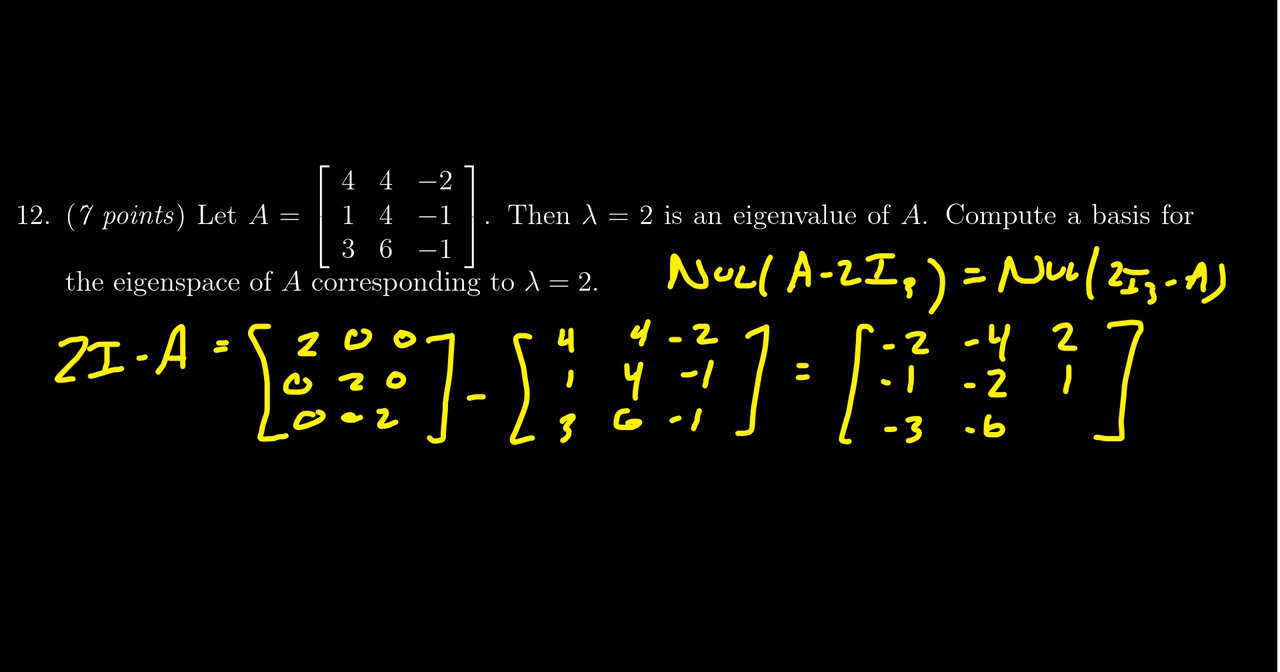 12. (7 points) Let A = [ 4 4 −2 ; 1 4 −1 ; 3 6 −1 ]. Then λ = 2 is an eigenvalue of A. Compute a basis for
the eigenspace of A corresponding to λ = 2.
NUL(A-2I₃) = NUL(2I₃-A)
2I-A = [ 2 0 0 ; 0 2 0 ; 0 0 2 ] - [ 4 4 -2 ; 1 4 -1 ; 3 6 -1 ] = [ -2 -4 2 ; -1 -2 1 ; -3 -6 ]